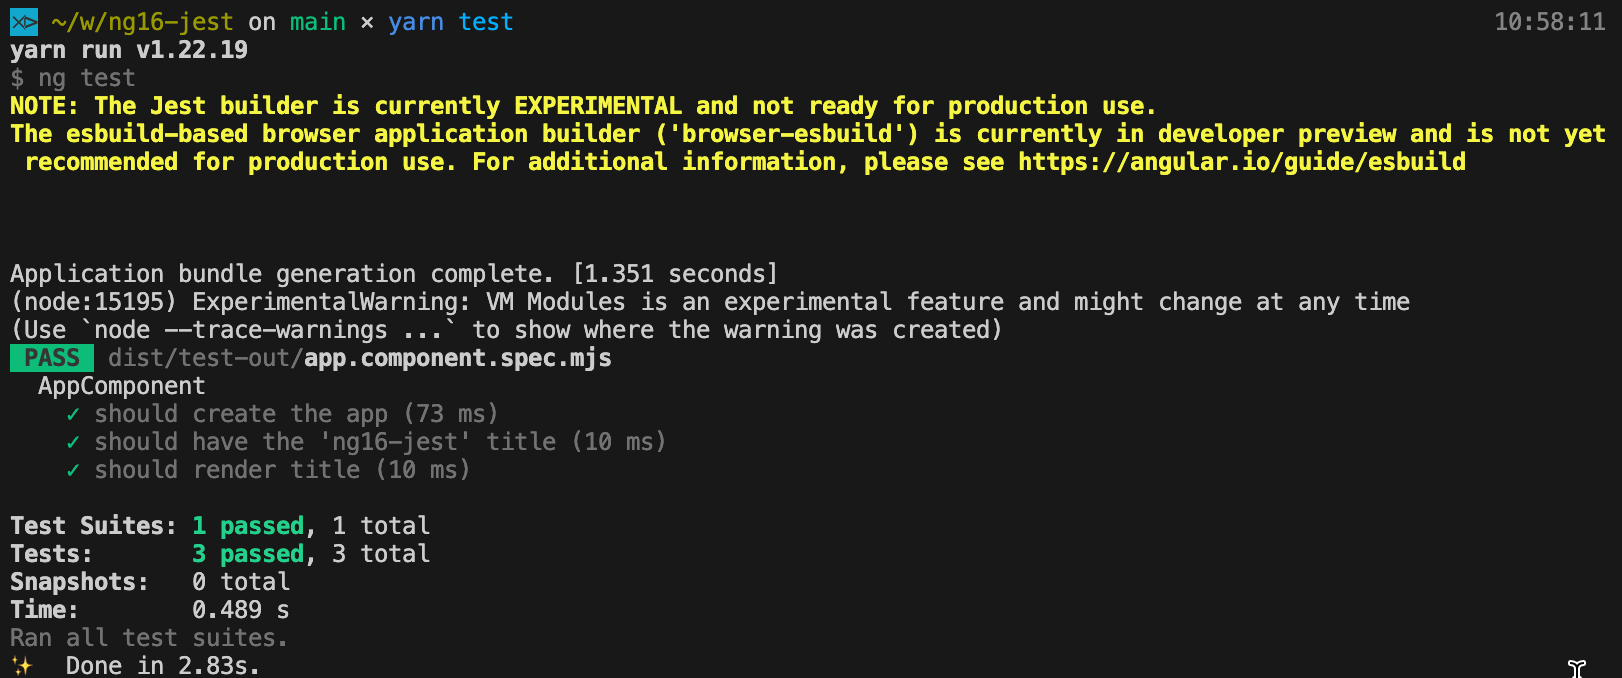 ~/w/ng16-jest on main × yarn test 10:58:11
yarn run v1.22.19
$ ng test
NOTE: The Jest builder is currently EXPERIMENTAL and not ready for production use.
The esbuild-based browser application builder ('browser-esbuild') is currently in developer preview and is not yet
recommended for production use. For additional information, please see https://angular.io/guide/esbuild
Application bundle generation complete. [1.351 seconds]
(node:15195) ExperimentalWarning: VM Modules is an experimental feature and might change at any time
(Use `node --trace-warnings ...` to show where the warning was created)
PASS dist/test-out/app.component.spec.mjs
AppComponent
✓ should create the app (73 ms)
✓ should have the 'ng16-jest' title (10 ms)
✓ should render title (10 ms)
Test Suites: 1 passed, 1 total
Tests: 3 passed, 3 total
Snapshots: 0 total
Time: 0.489 s
Ran all test suites.
✨ Done in 2.83s.